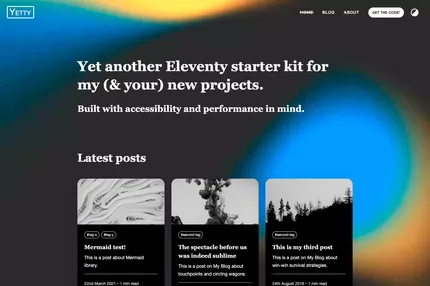 YETTY
HOME
BLOG
ABOUT
GET THE CODE!
Yet another Eleventy starter kit for
my (& your) new projects.
Built with accessibility and performance in mind.
Latest posts
#tag-x
#tag-y
Mermaid test!
This is a post about Mermaid
library.
22nd March 2021 • 1 min read
#second-tag
The spectacle before us
was indeed sublime
This is a post on My Blog about
touchpoints and circling wagons.
#second-tag
This is my third post
This is a post on My Blog about
win-win survival strategies.
24th August 2018 • 1 min read